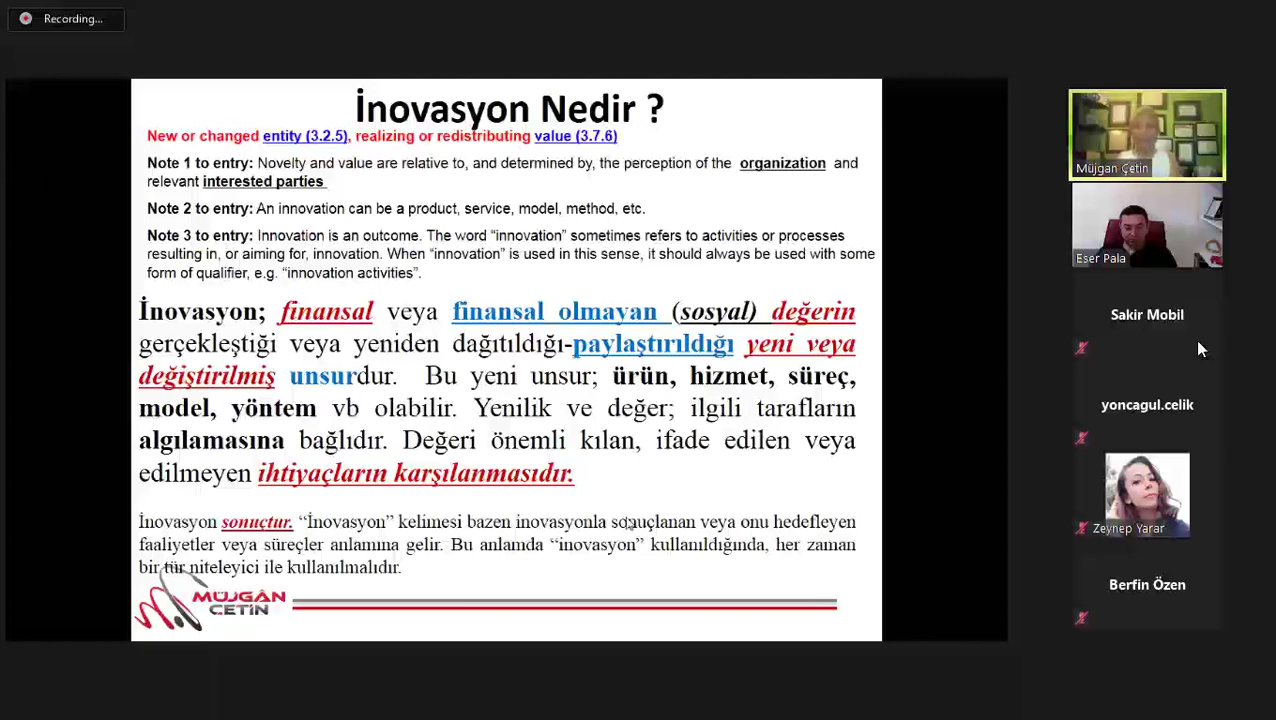 Recording...
İnovasyon Nedir ?
New or changed entity (3.2.5), realizing or redistributing value (3.7.6)
Note 1 to entry: Novelty and value are relative to, and determined by, the perception of the organization and
relevant interested parties
Note 2 to entry: An innovation can be a product, service, model, method, etc.
Note 3 to entry: Innovation is an outcome. The word “innovation” sometimes refers to activities or processes
resulting in, or aiming for, innovation. When “innovation” is used in this sense, it should always be used with some
form of qualifier, e.g. “innovation activities”.
İnovasyon; finansal veya finansal olmayan (sosyal) değerin
gerçekleştiği veya yeniden dağıtıldığı-paylaştırıldığı yeni veya
değiştirilmiş unsurdur. Bu yeni unsur; ürün, hizmet, süreç,
model, yöntem vb olabilir. Yenilik ve değer; ilgili tarafların
algılamasına bağlıdır. Değeri önemli kılan, ifade edilen veya
edilmeyen ihtiyaçların karşılanmasıdır.
İnovasyon sonuçtur. “İnovasyon” kelimesi bazen inovasyonla sonuçlanan veya onu hedefleyen
faaliyetler veya süreçler anlamına gelir. Bu anlamda “inovasyon” kullanıldığında, her zaman
bir tür niteleyici ile kullanılmalıdır.
MÜJGÂN
ÇETİN
Müjgan Çetin
Eser Pala
Sakir Mobil
yoncagul.celik
Zeynep Yarar
Berfin Özen